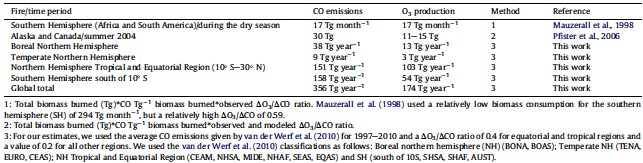 Fire/time period CO emissions O3 production Method Reference
Southern Hemisphere (Africa and South America)/during the dry season 17 Tg month−1 17 Tg month−1 1 Mauzerall., 1998
Alaska and Canada/summer 2004 30 Tg 11–15 Tg 2 Pfister et al., 2006
Boreal Northern Hemisphere 38 Tg year−1 13 Tg year−1 3 This work
Temperate Northern Hemisphere 9 Tg year−1 3 Tg year−1 3 This work
Northern Hemisphere Tropical and Equatorial Region (10° S–30° N) 151 Tg year−1 103 Tg year−1 3 This work
Southern Hemisphere south of 10° S 158 Tg year−1 54 Tg year−1 3 This work
Global total 356 Tg year−1 174 Tg year−1 3 This work
1: Total biomass burned (Tg)*CO Tg−1 biomass burned*observed ΔO3/ΔCO ratio. Mauzerall et al. (1998) used a relatively low biomass consumption for the southern
hemisphere (SH) of 294 Tg month−1, but a relatively high ΔO3/ΔCO of 0.59.
2: Total biomass burned (Tg)*CO Tg−1 biomass burned*observed and modeled ΔO3/ΔCO ratio.
3: For our estimates, we used the average CO emissions given by van der Werf et al. (2010) for 1997–2010 and a ΔO3/ΔCO ratio of 0.4 for equatorial and tropical regions and
a value of 0.2 for all other regions. We used the van der Werf et al. (2010) classifications as follows: Boreal northern hemisphere (NH) (BONA, BOAS); Temperate NH (TENA,
EURO, CEAS); NH Tropical and Equatorial Region (CEAM, NHSA, MIDE, NHAF, SEAS, EQAS) and SH (south of 10S, SHSA, SHAF, AUST).